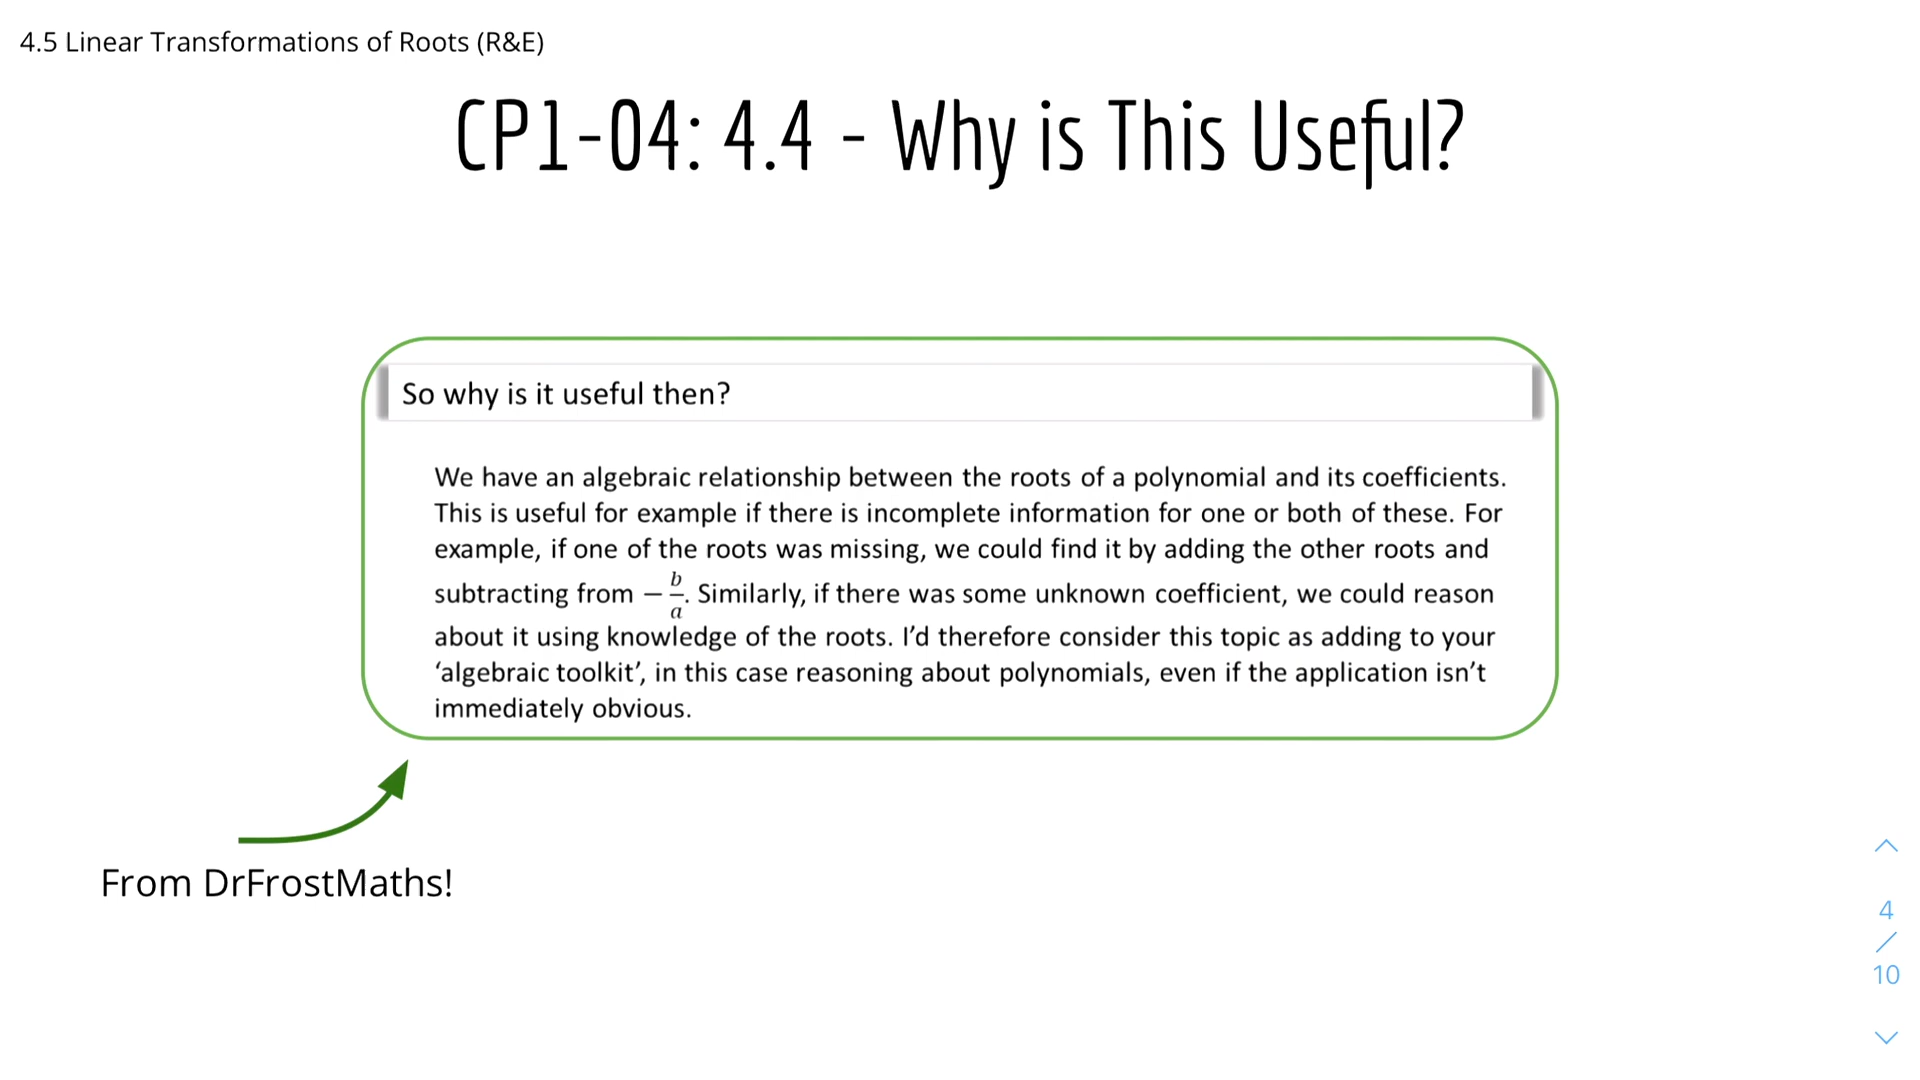 4.5 Linear Transformations of Roots (R&E)
CP1-04: 4.4 - Why is This Useful?
So why is it useful then?
We have an algebraic relationship between the roots of a polynomial and its coefficients.
This is useful for example if there is incomplete information for one or both of these. For
example, if one of the roots was missing, we could find it by adding the other roots and
subtracting from −b/a. Similarly, if there was some unknown coefficient, we could reason
about it using knowledge of the roots. I’d therefore consider this topic as adding to your
‘algebraic toolkit’, in this case reasoning about polynomials, even if the application isn’t
immediately obvious.
From DrFrostMaths!
4
/
10